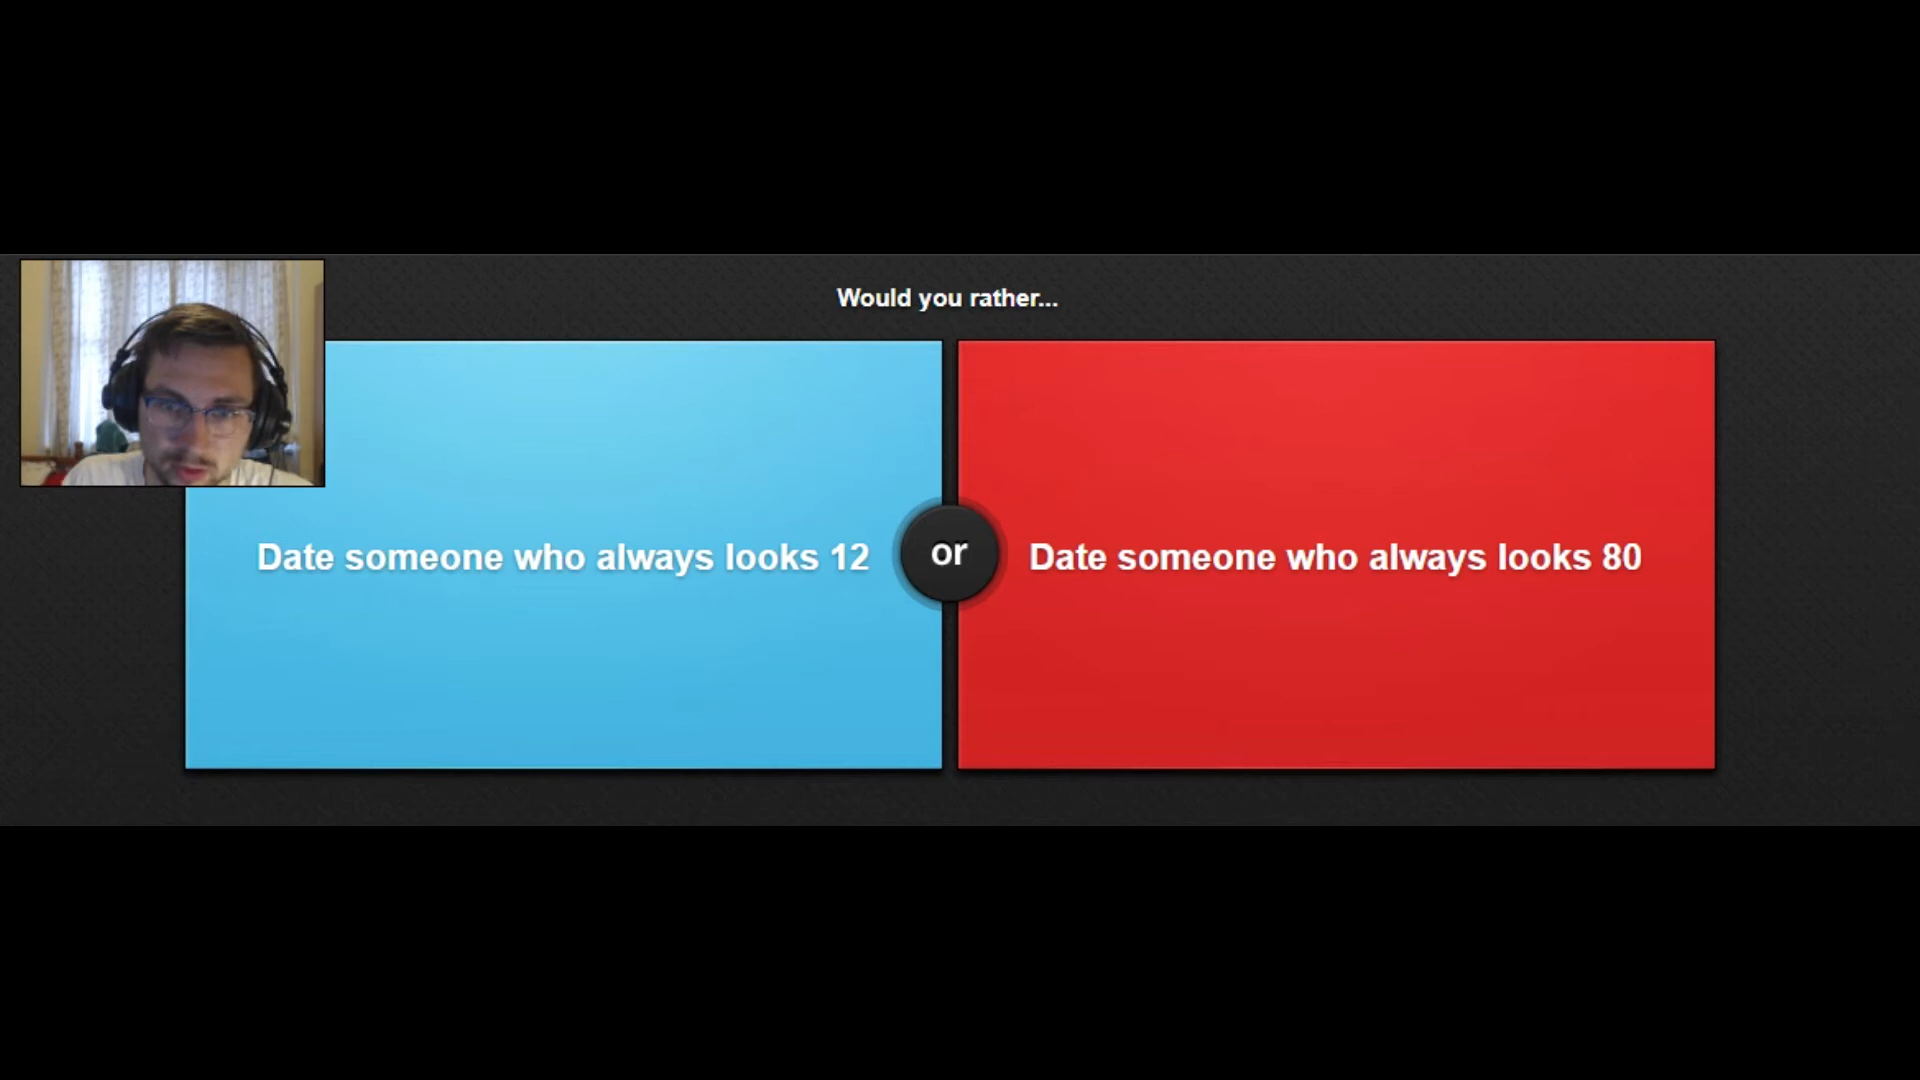 Would you rather...
Date someone who always looks 12
or
Date someone who always looks 80